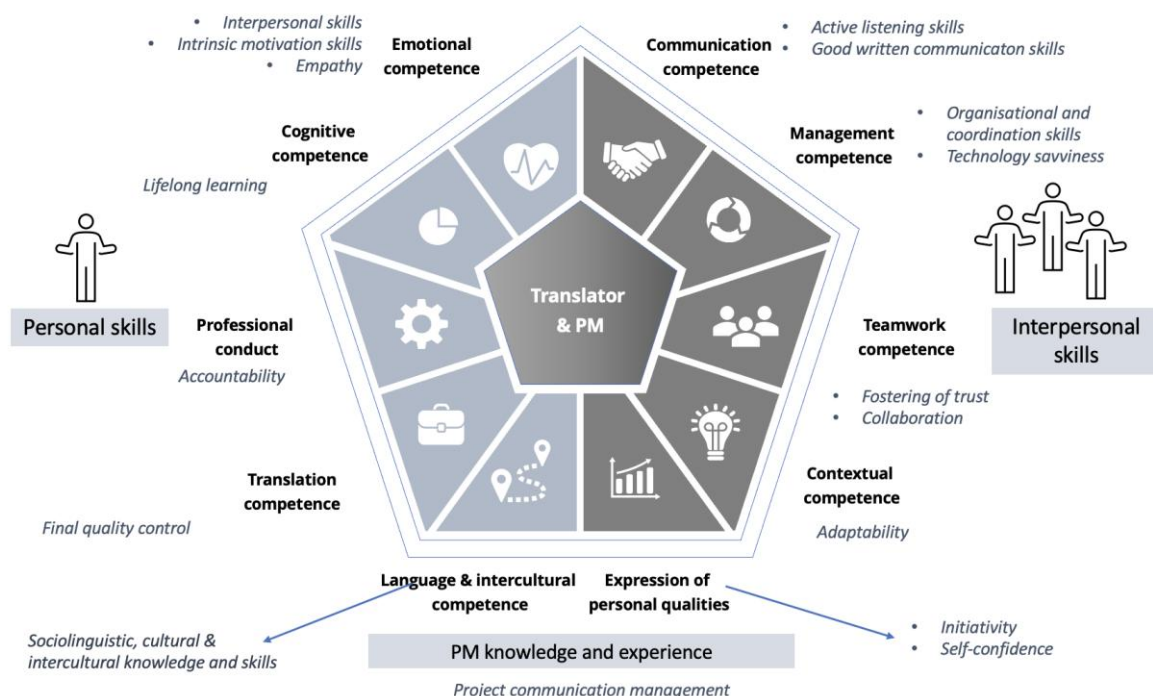 • Interpersonal skills
• Intrinsic motivation skills
• Empathy
Emotional
competence
Communication
competence
• Active listening skills
• Good written communicaton skills
Cognitive
competence
Lifelong learning
Management
competence
• Organisational and
coordination skills
• Technology savviness
Translator
& PM
Personal skills
Professional
conduct
Accountability
Teamwork
competence
Interpersonal
skills
• Fostering of trust
• Collaboration
Translation
competence
Final quality control
Contextual
competence
Adaptability
Language & intercultural
competence
Expression of
personal qualities
Sociolinguistic, cultural &
intercultural knowledge and skills
• Initiativity
• Self-confidence
PM knowledge and experience
Project communication management